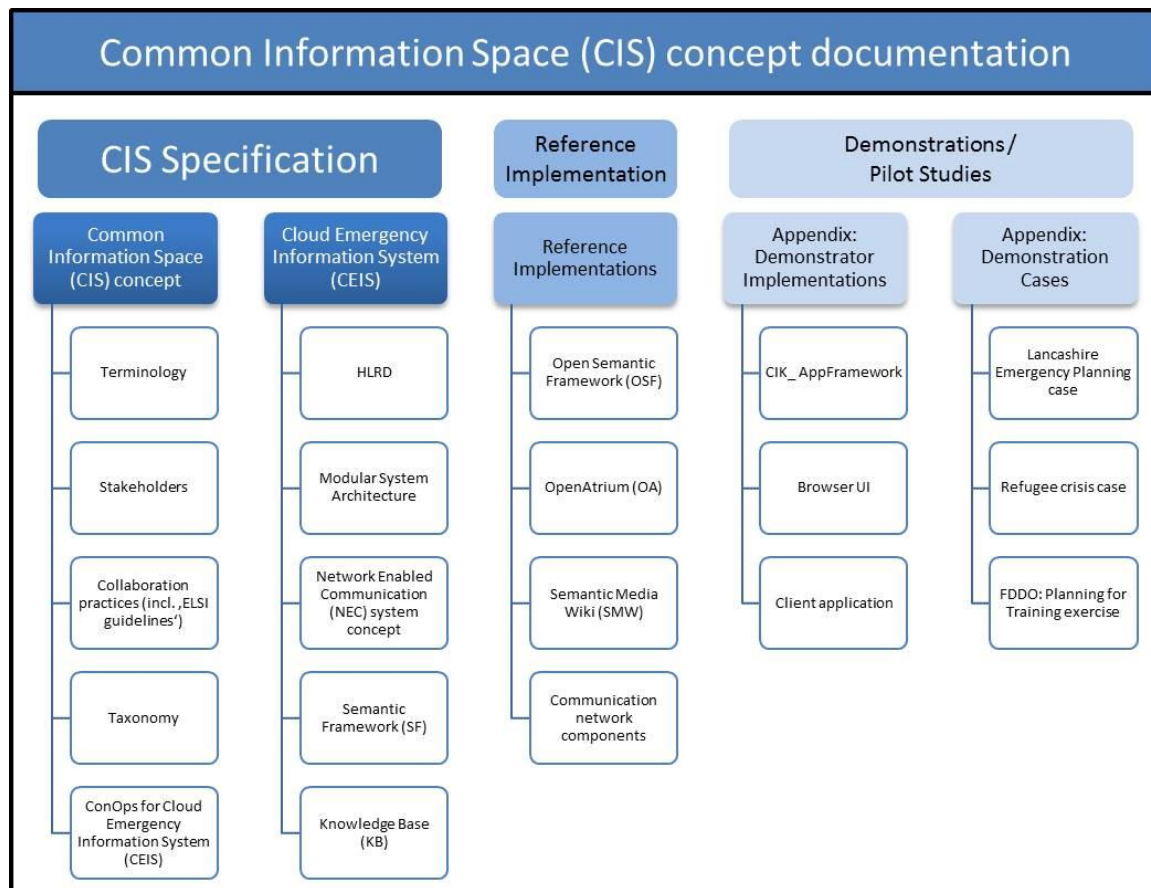 Common Information Space (CIS) concept documentation
CIS Specification
Reference
Implementation
Demonstrations/
Pilot Studies
Common
Information Space
(CIS) concept
Cloud Emergency
Information System
(CEIS)
Reference
Implementations
Appendix:
Demonstrator
Implementations
Appendix:
Demonstration
Cases
Terminology
Stakeholders
Collaboration
practices (incl. ‚ELSI
guidelines‘)
Taxonomy
ConOps for Cloud
Emergency
Information System
(CEIS)
HLRD
Modular System
Architecture
Network Enabled
Communication
(NEC) system
concept
Semantic
Framework (SF)
Knowledge Base
(KB)
Open Semantic
Framework (OSF)
OpenAtrium (OA)
Semantic Media
Wiki (SMW)
Communication
network
components
CIK_ AppFramework
Browser UI
Client application
Lancashire
Emergency Planning
case
Refugee crisis case
FDDO: Planning for
Training exercise